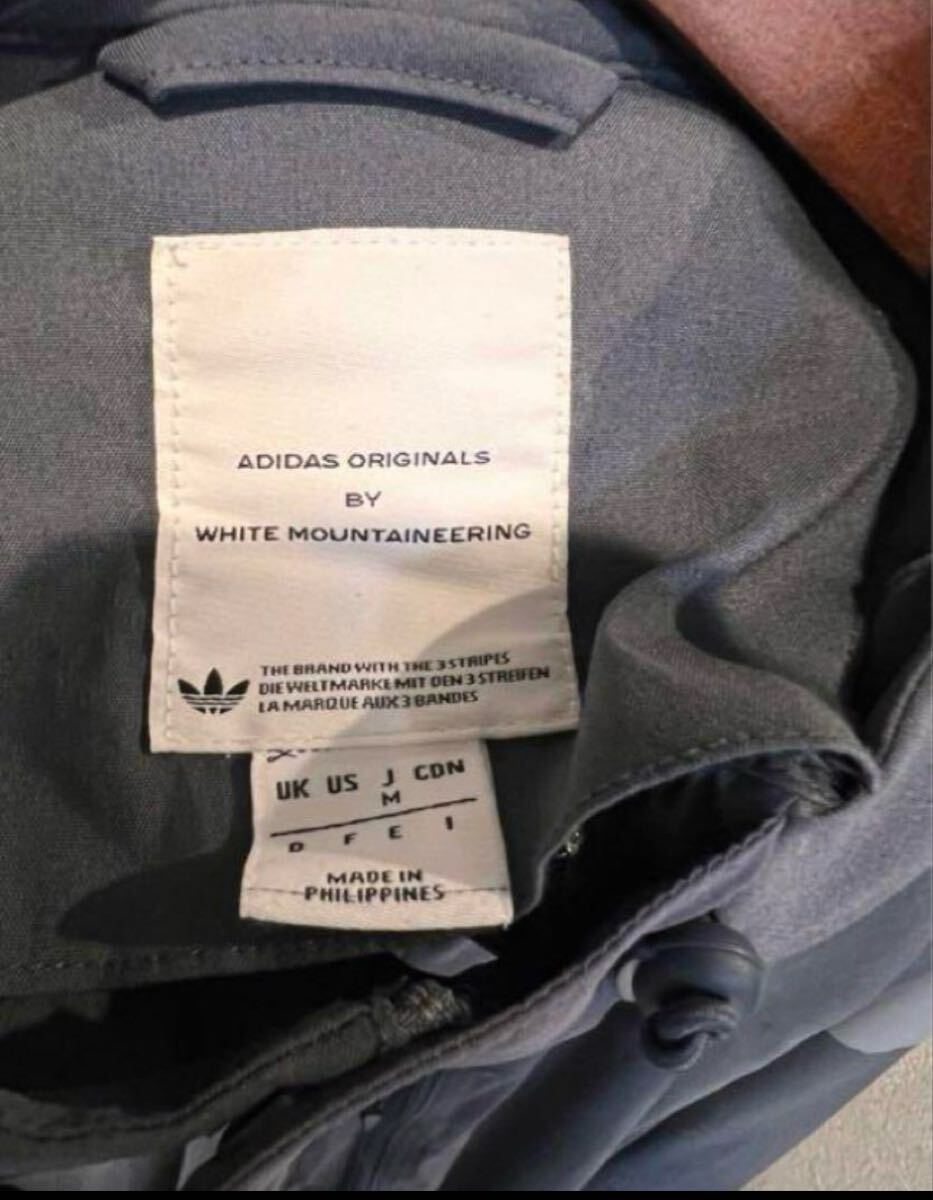 ADIDAS ORIGINALS
BY
WHITE MOUNTAINEERING
THE BRAND WITH THE 3 STRIPES
DIE WELTMARKE MIT DEN 3 STREIFEN
LA MARQUE AUX 3 BANDES
UK US J CDN
M
D F E I
MADE IN
PHILIPPINES